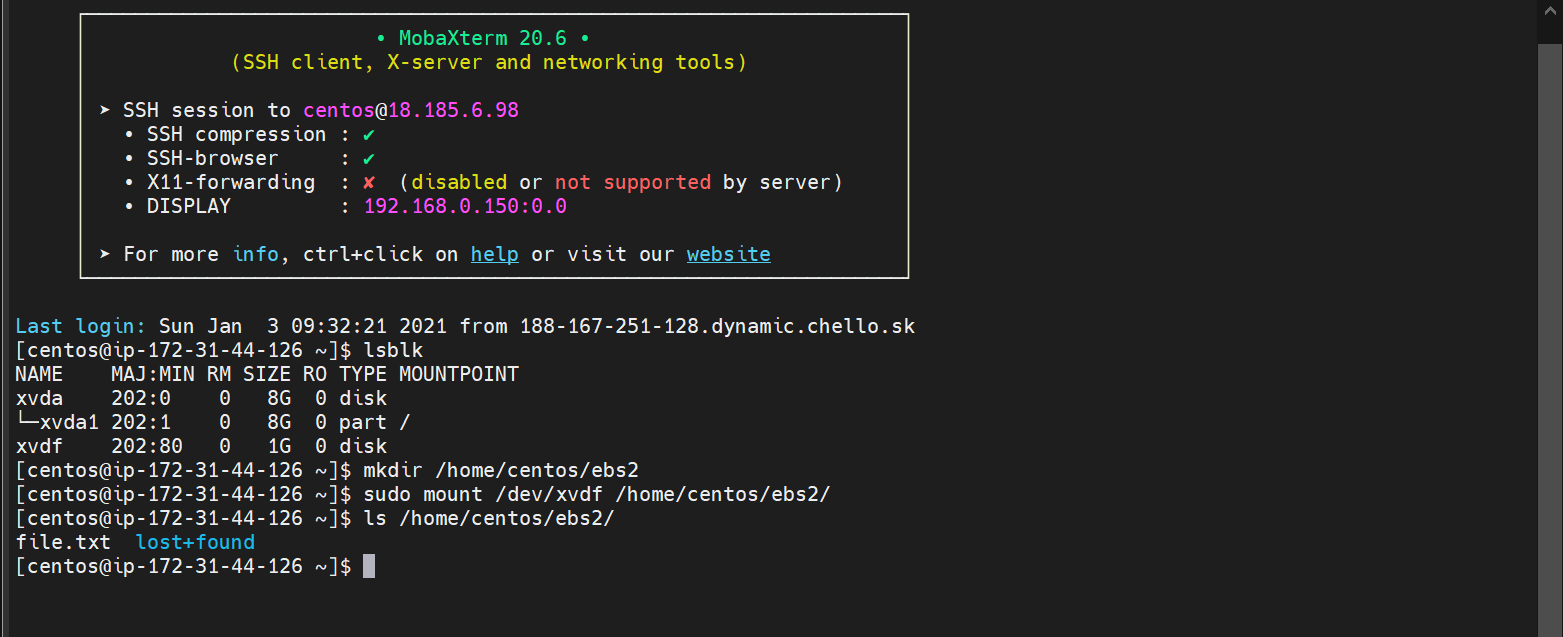 • MobaXterm 20.6 •
(SSH client, X-server and networking tools)
➤ SSH session to centos@18.185.6.98
• SSH compression : ✔
• SSH-browser     : ✔
• X11-forwarding  : ✘  (disabled or not supported by server)
• DISPLAY         : 192.168.0.150:0.0
➤ For more info, ctrl+click on help or visit our website
Last login: Sun Jan  3 09:32:21 2021 from 188-167-251-128.dynamic.chello.sk
[centos@ip-172-31-44-126 ~]$ lsblk
NAME    MAJ:MIN RM SIZE RO TYPE MOUNTPOINT
xvda    202:0    0   8G  0 disk
└─xvda1 202:1    0   8G  0 part /
xvdf    202:80   0   1G  0 disk
[centos@ip-172-31-44-126 ~]$ mkdir /home/centos/ebs2
[centos@ip-172-31-44-126 ~]$ sudo mount /dev/xvdf /home/centos/ebs2/
[centos@ip-172-31-44-126 ~]$ ls /home/centos/ebs2/
file.txt  lost+found
[centos@ip-172-31-44-126 ~]$